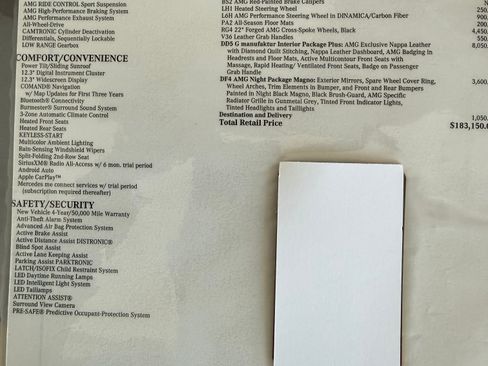 AMG RIDE CONTROL Sport Suspension
AMG High-Performance Braking System
AMG Performance Exhaust System
All-Wheel-Drive
CAMTRONIC Cylinder Deactivation
Differentials, Sequentially Lockable
LOW RANGE Gearbox
COMFORT/CONVENIENCE
Power Tilt/Sliding Sunroof
12.3" Digital Instrument Cluster
12.3" Widescreen Display
COMAND® Navigation
w/ Map Updates for First Three Years
Bluetooth® Connectivity
Burmester® Surround Sound System
3-Zone Automatic Climate Control
Heated Front Seats
Heated Rear Seats
KEYLESS-START
Multicolor Ambient Lighting
Rain-Sensing Windshield Wipers
Split-Folding 2nd-Row Seat
SiriusXM® Radio All-Access w/ 6 mon. trial period
Android Auto
Apple CarPlay™
Mercedes me connect services w/ trial period
(subscription required thereafter)
SAFETY/SECURITY
New Vehicle 4-Year/50,000 Mile Warranty
Anti-Theft Alarm System
Advanced Air Bag Protection System
Active Brake Assist
Active Distance Assist DISTRONIC®
Blind Spot Assist
Active Lane Keeping Assist
Parking Assist PARKTRONIC
LATCH/ISOFIX Child Restraint System
LED Daytime Running Lamps
LED Intelligent Light System
LED Taillamps
ATTENTION ASSIST®
Surround View Camera
PRE-SAFE® Predictive Occupant-Protection System
BS2 AMG Red-Painted Brake Calipers
LH1 Heated Steering Wheel 250.
L6H AMG Performance Steering Wheel in DINAMICA/Carbon Fiber 900.
PA2 All-Season Floor Mats 200.
RG4 22" Forged AMG Cross-Spoke Wheels, Black 4,450.
V36 Leather Grab Handles 550.
DD5 G manufaktur Interior Package Plus: AMG Exclusive Nappa Leather 8,050.
with Diamond Quilt Stitching, Nappa Leather Dashboard, AMG Badging in
Headrests and Floor Mats, Active Multicontour Front Seats with
Massage, Rapid Heating/ Ventilated Front Seats, Badge on Passenger
Grab Handle
DF4 AMG Night Package Magno: Exterior Mirrors, Spare Wheel Cover Ring, 3,600.
Wheel Arches, Trim Elements in Bumper, and Front and Rear Bumpers
Painted in Night Black Magno, Black Brush-Guard, AMG Specific
Radiator Grille in Gunmetal Grey, Tinted Front Indicator Lights,
Tinted Headlights and Taillights
Destination and Delivery 1,050.
Total Retail Price $183,150.0